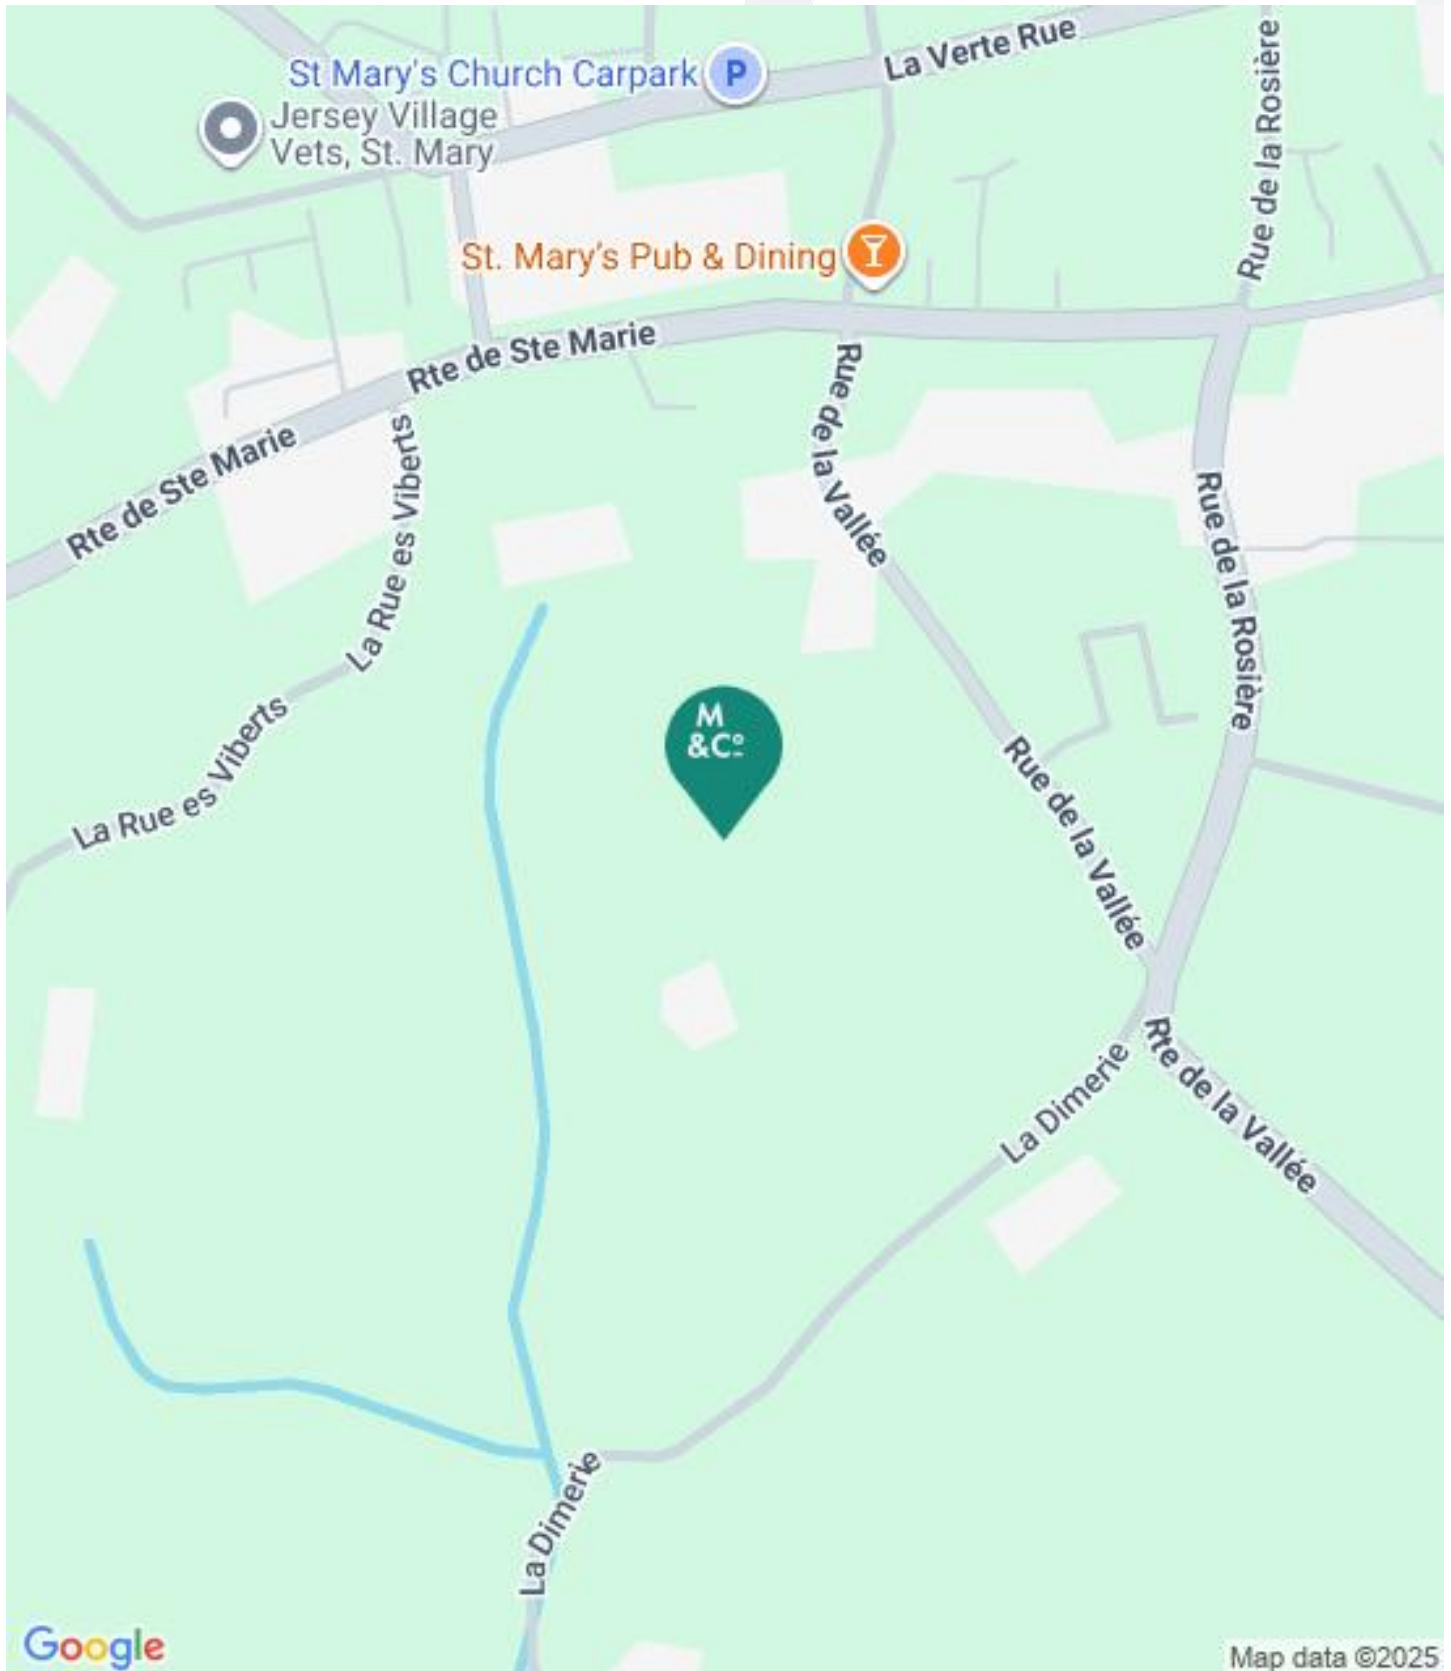 La Verte Rue
St Mary's Church Carpark
P
Rue de la Rosière
Jersey Village
Vets, St. Mary
St. Mary's Pub & Dining
Rte de Ste Marie
Rue de la Vallée
Rte de Ste Marie
La Rue es Viberts
Rue de la Rosière
La Rue es Viberts
M
&Cº
Rue de la Vallée
Rte de la Vallée
La Dimerie
La Dimerie
Google
Map data ©2025